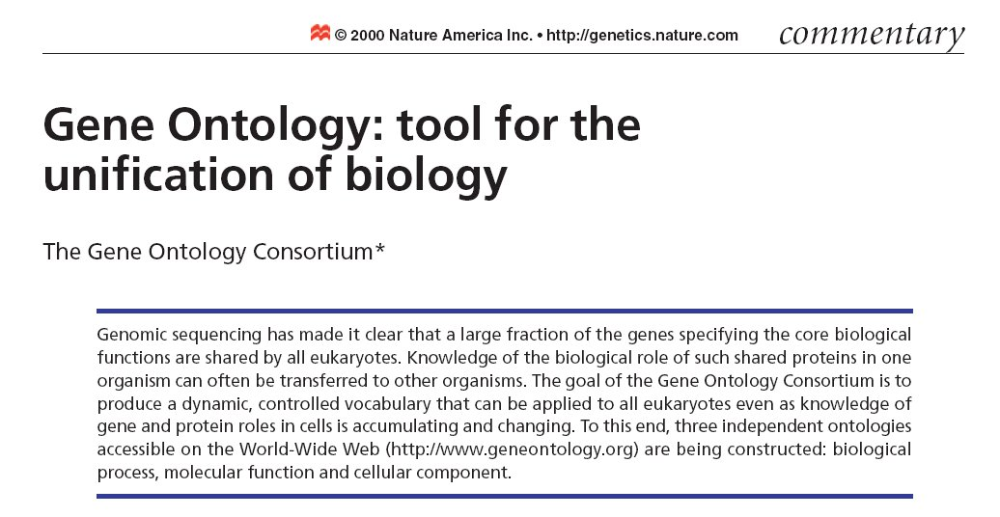 © 2000 Nature America Inc. • http://genetics.nature.com
commentary
Gene Ontology: tool for the
unification of biology
The Gene Ontology Consortium*
Genomic sequencing has made it clear that a large fraction of the genes specifying the core biological
functions are shared by all eukaryotes. Knowledge of the biological role of such shared proteins in one
organism can often be transferred to other organisms. The goal of the Gene Ontology Consortium is to
produce a dynamic, controlled vocabulary that can be applied to all eukaryotes even as knowledge of
gene and protein roles in cells is accumulating and changing. To this end, three independent ontologies
accessible on the World-Wide Web (http://www.geneontology.org) are being constructed: biological
process, molecular function and cellular component.